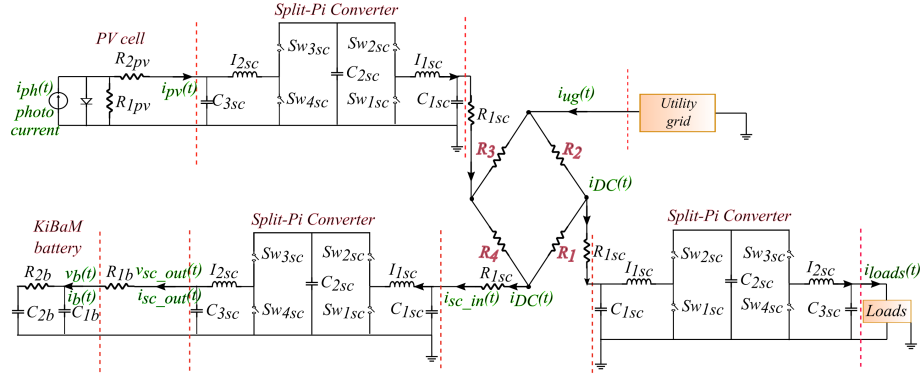 Split-Pi Converter
PV cell
R2pv
iph(t)
photo
current
R1pv
ipv(t)
I2sc
C3sc
Sw3sc
Sw4sc
C2sc
Sw2sc
Sw1sc
I1sc
C1sc
R1sc
iug(t)
Utility
grid
R3
R2
iDC(t)
R4
R1
KiBaM
battery
R2b
vb(t)
ib(t)
C2b
C1b
R1b
vsc_out(t)
isc_out(t)
Split-Pi Converter
I2sc
C3sc
Sw3sc
Sw4sc
C2sc
Sw2sc
Sw1sc
I1sc
C1sc
isc_in(t)
R1sc
iDC(t)
R1sc
Split-Pi Converter
I1sc
C1sc
Sw2sc
Sw1sc
C2sc
Sw3sc
Sw4sc
I2sc
C3sc
iloads(t)
Loads